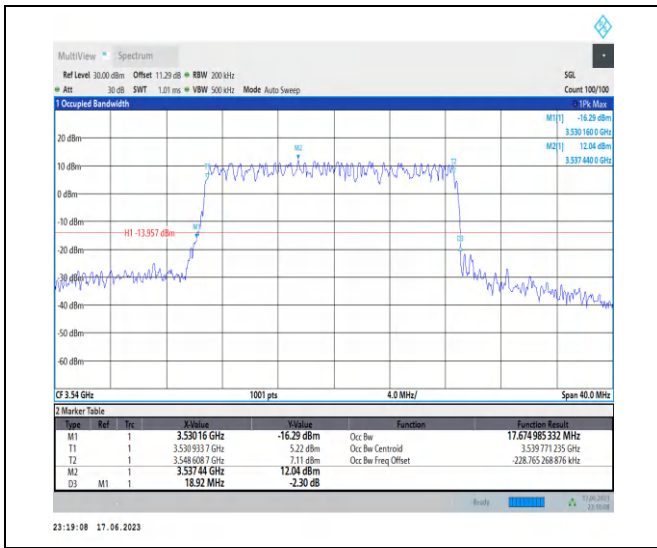 MultiView Spectrum
Ref Level 30.00 dBm Offset 11.29 dB RBW 200 kHz SGL
Att 30 dB SWT 1.01 ms VBW 500 kHz Mode Auto Sweep Count 100/100
1 Occupied Bandwidth 1Pk Max
M1[1] -16.29 dBm
3.530 160 0 GHz
M2[1] 12.04 dBm
3.537 440 0 GHz
20 dBm
M2
T1
T2
10 dBm
0 dBm
-10 dBm
M1
H1 -13.957 dBm
D3
-20 dBm
-30 dBm
-40 dBm
-50 dBm
-60 dBm
CF 3.54 GHz 1001 pts 4.0 MHz/ Span 40.0 MHz
2 Marker Table
Type Ref Trc X-Value Y-Value Function Function Result
M1 1 3.53016 GHz -16.29 dBm Occ Bw 17.674 985 332 MHz
T1 1 3.530 933 7 GHz 5.22 dBm Occ Bw Centroid 3.539 771 235 GHz
T2 1 3.548 608 7 GHz 7.11 dBm Occ Bw Freq Offset -228.765 268 876 kHz
M2 1 3.53744 GHz 12.04 dBm
D3 M1 1 18.92 MHz -2.30 dB
Ready 17.06.2023
23:19:08
23:19:08 17.06.2023